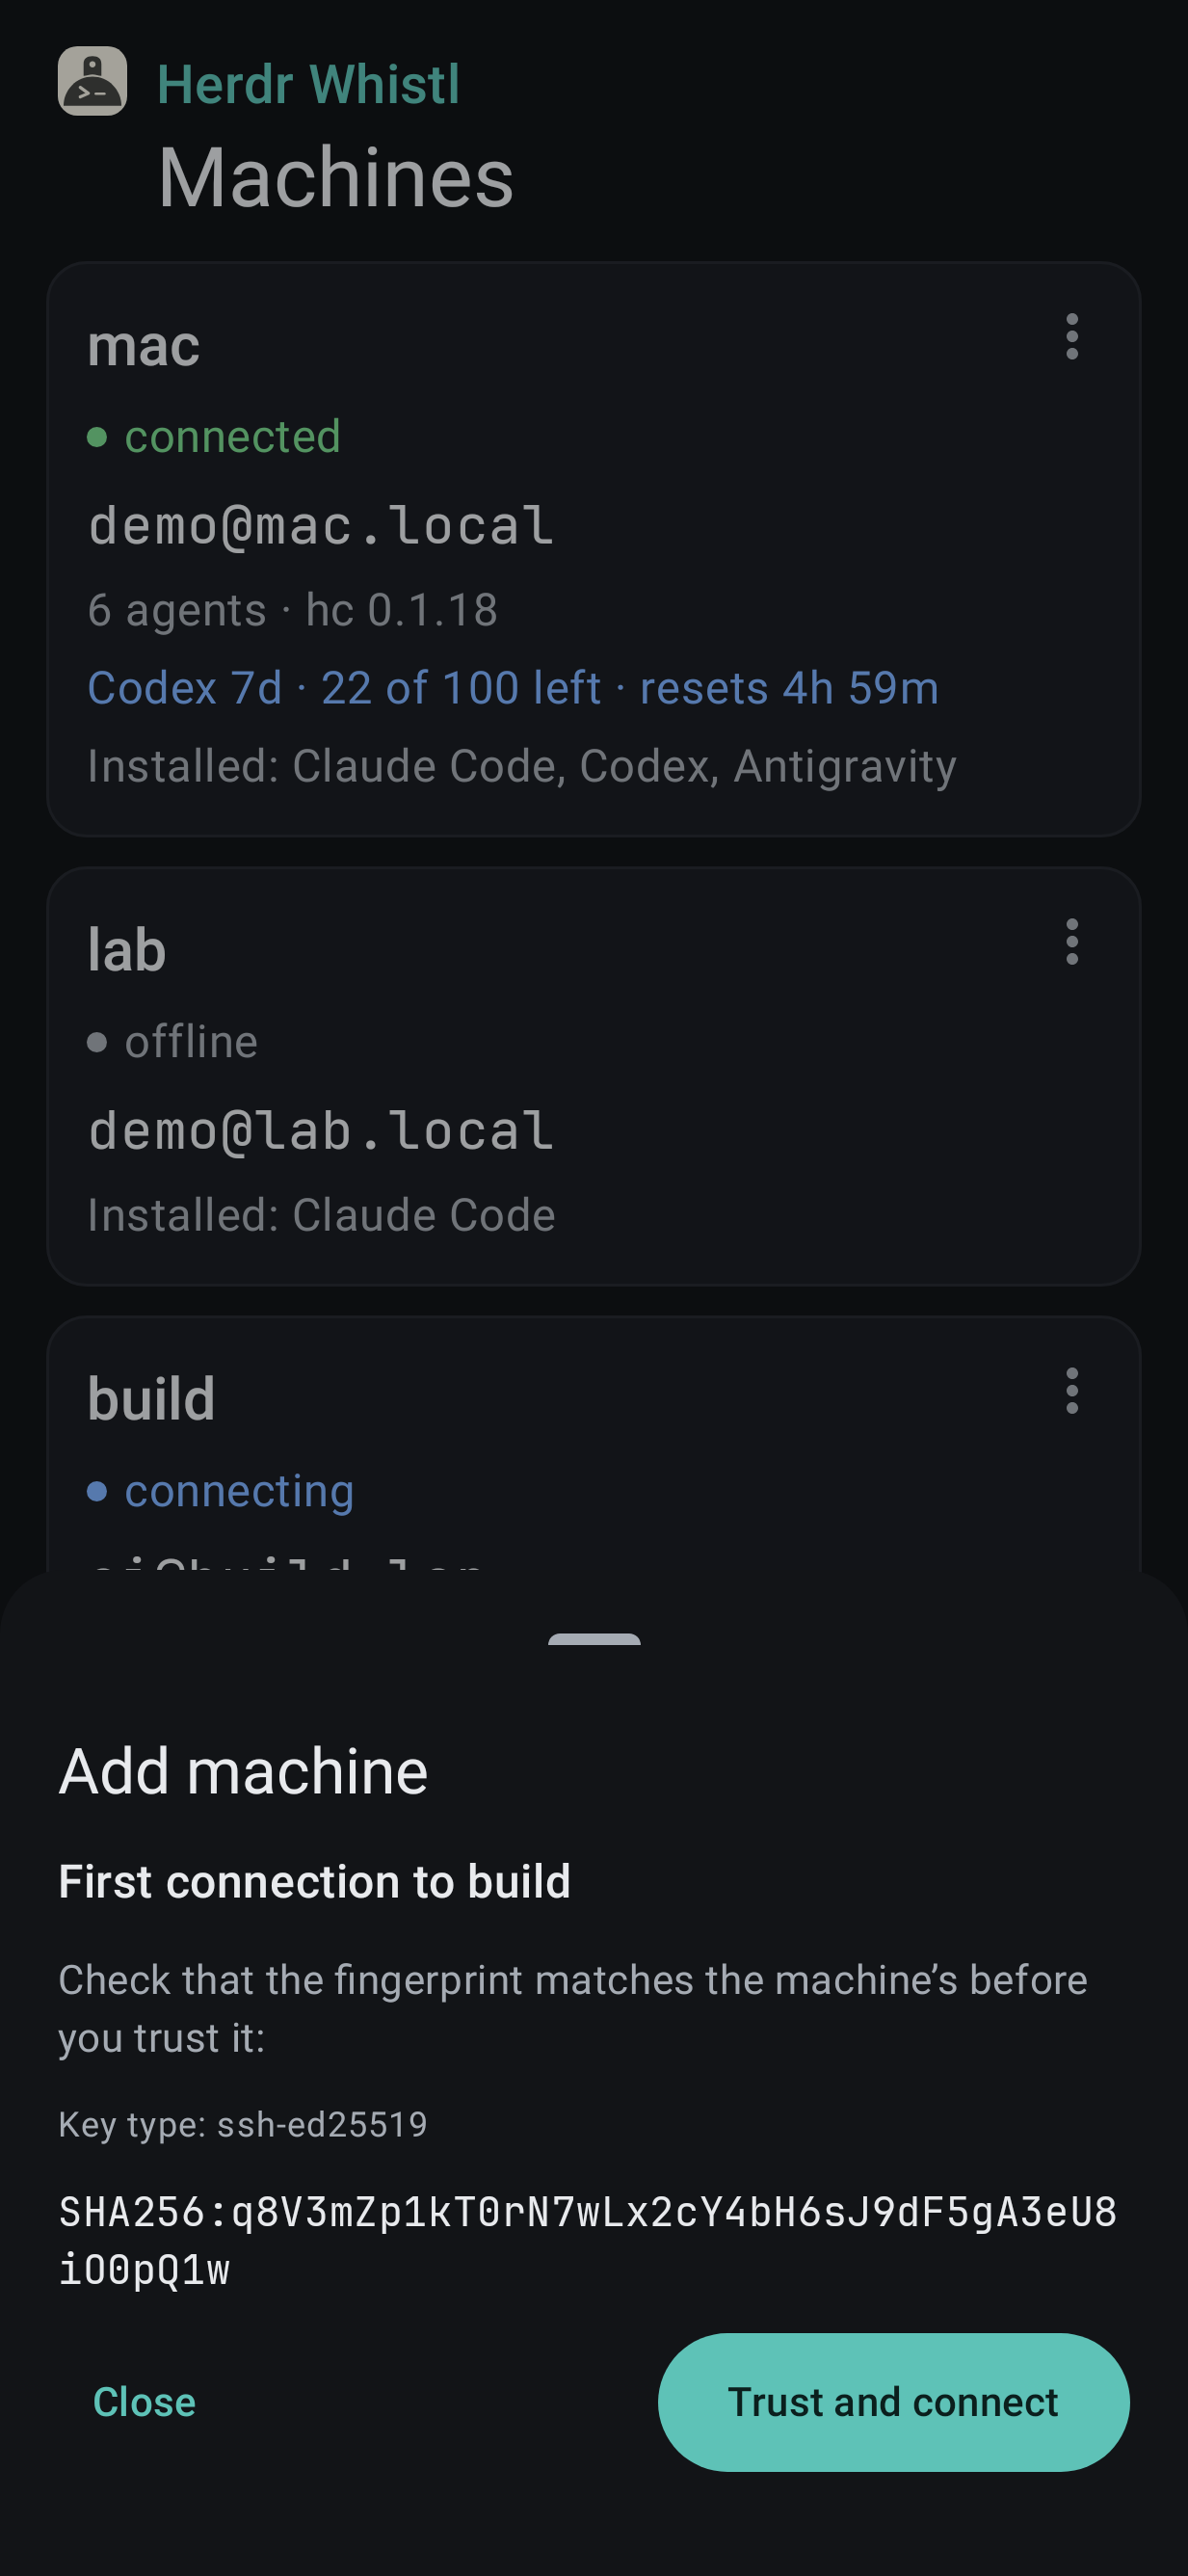 Herdr Whistl
Machines
mac
connected
demo@mac.local
6 agents · hc 0.1.18
Codex 7d · 22 of 100 left · resets 4h 59m
Installed: Claude Code, Codex, Antigravity
lab
offline
demo@lab.local
Installed: Claude Code
build
connecting
Add machine
First connection to build
Check that the fingerprint matches the machine’s before
you trust it:
Key type: ssh-ed25519
SHA256:q8V3mZp1kT0rN7wLx2cY4bH6sJ9dF5gA3eU8
iO0pQ1w
Close
Trust and connect